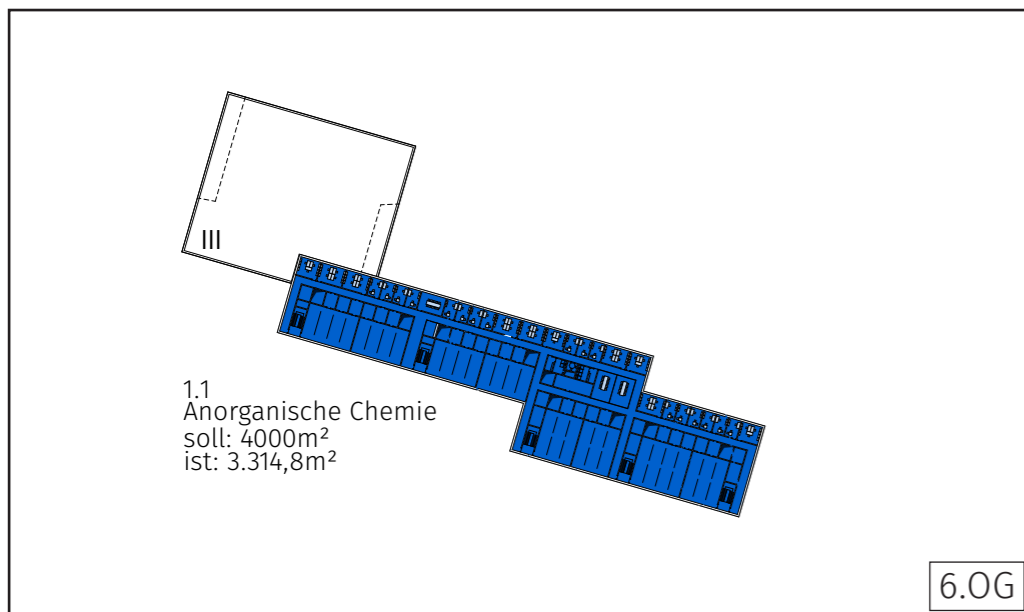 III
1.1
Anorganische Chemie
soll: 4000m²
ist: 3.314,8m²
6.OG